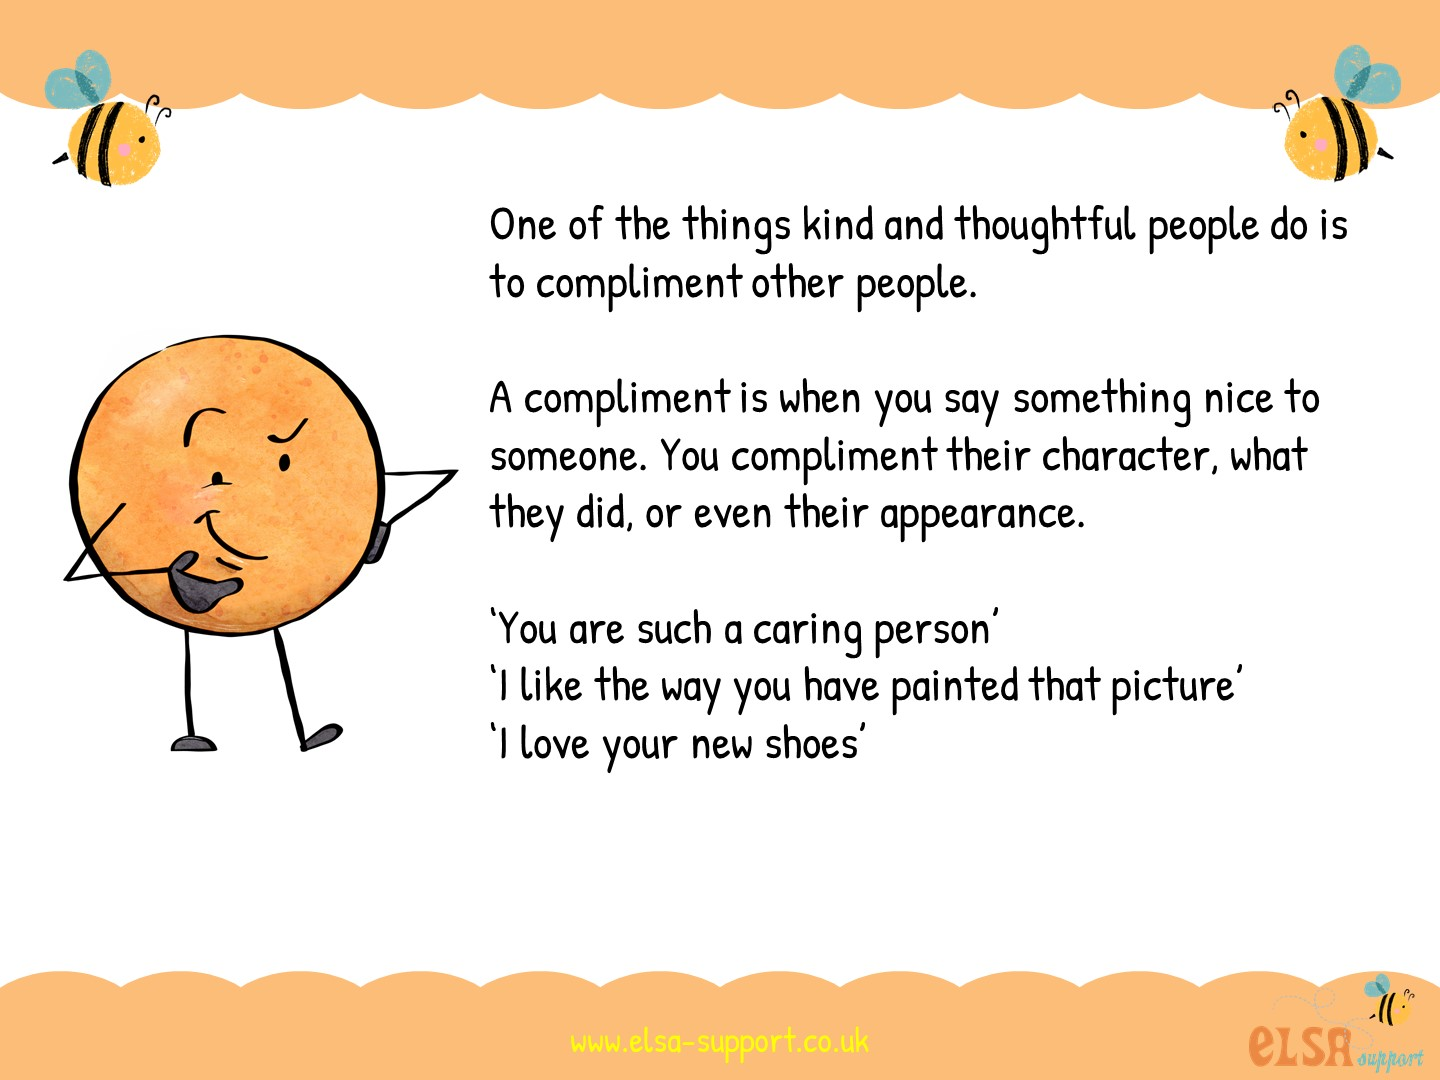 One of the things kind and thoughtful people do is
to compliment other people.
A compliment is when you say something nice to
someone. You compliment their character, what
they did, or even their appearance.
‘You are such a caring person’
‘I like the way you have painted that picture’
‘I love your new shoes’
www.elsa-support.co.uk
ELSA support